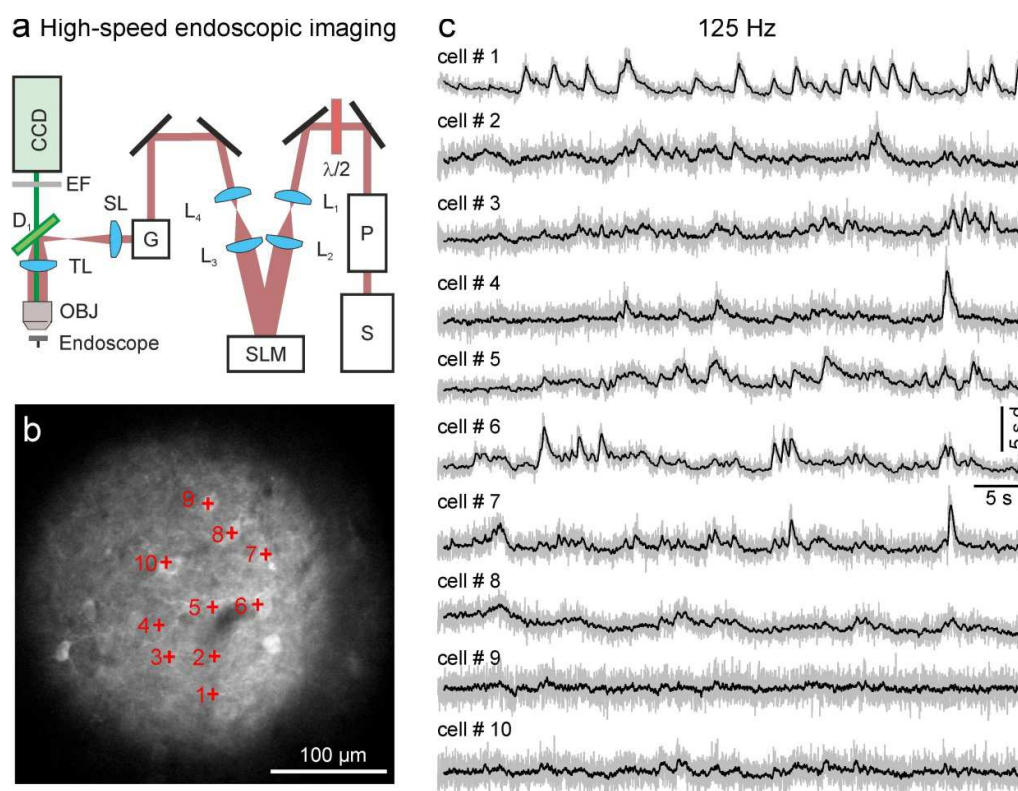 a High-speed endoscopic imaging
CCD
EF
D1
SL
G
TL
OBJ
Endoscope
L4
L3
L1
L2
λ/2
P
S
SLM
b
9
8
7
10
5
6
4
3
2
1
100 µm
c
125 Hz
cell # 1
cell # 2
cell # 3
cell # 4
cell # 5
cell # 6
5 s.d.
5 s
cell # 7
cell # 8
cell # 9
cell # 10